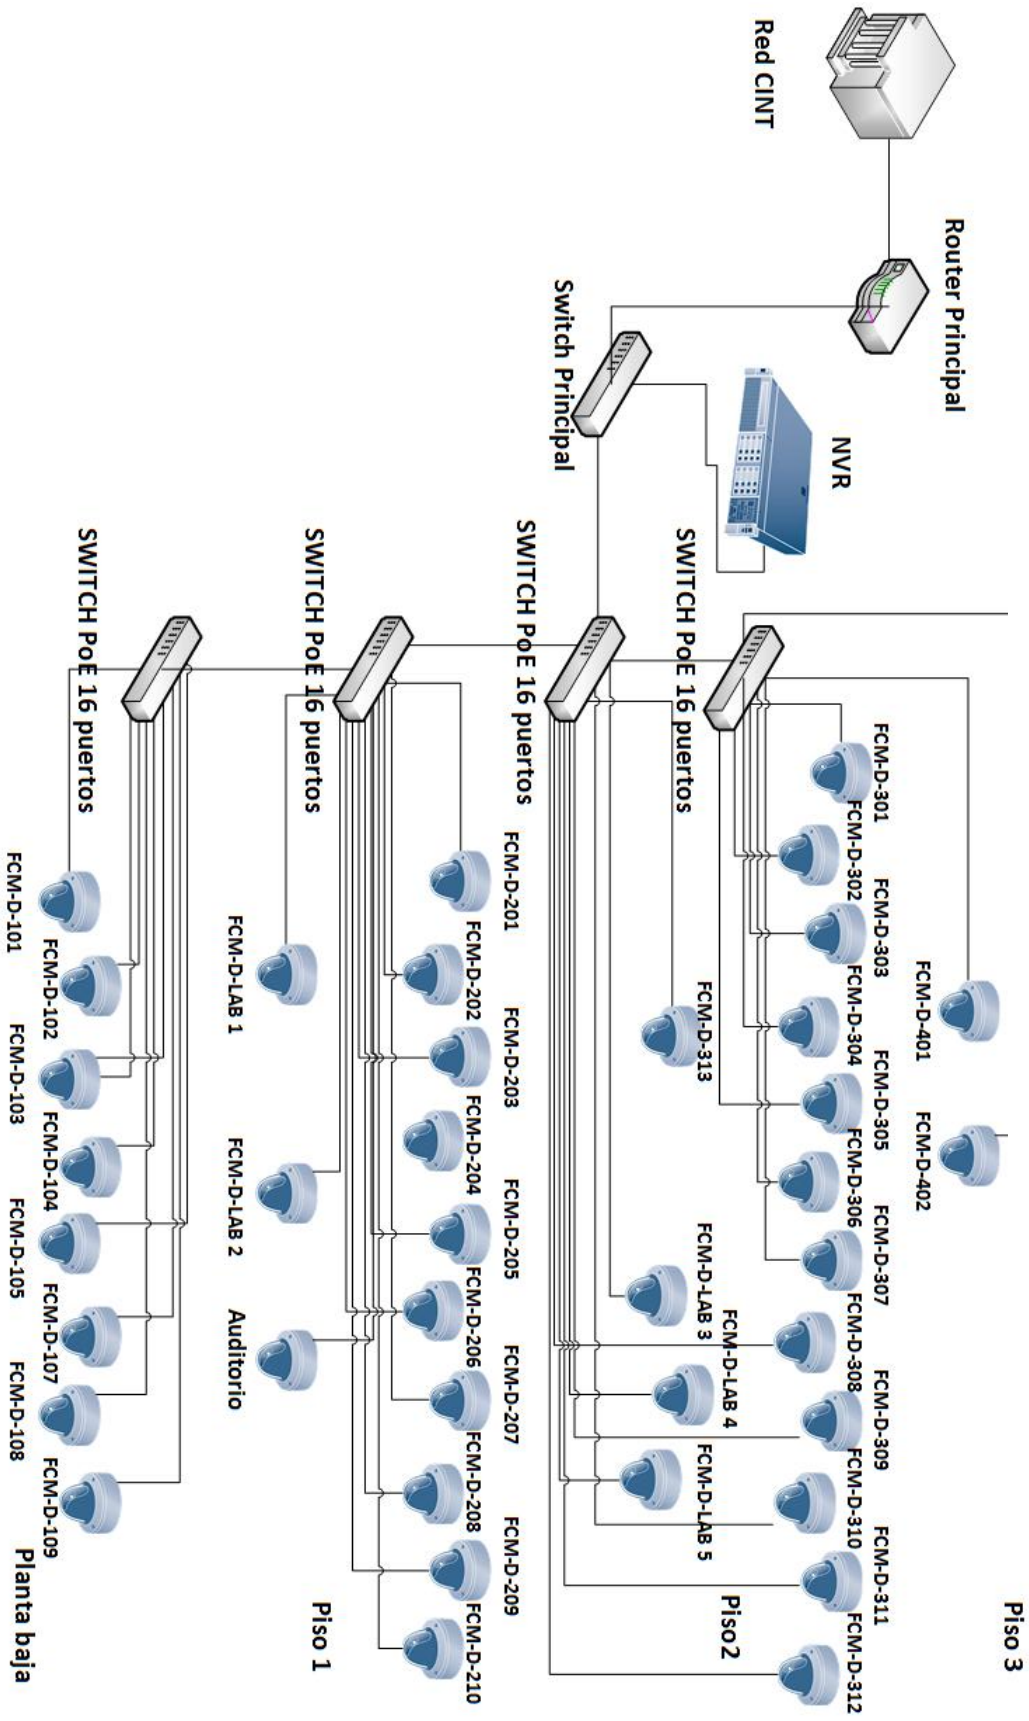 Piso 3
Red CINT
Router Principal
Switch Principal
NVR
FCM-D-401
FCM-D-402
SWITCH PoE 16 puertos
FCM-D-301
FCM-D-302
FCM-D-303
FCM-D-304
FCM-D-305
FCM-D-306
FCM-D-307
FCM-D-308
FCM-D-309
FCM-D-310
FCM-D-311
FCM-D-312
FCM-D-313
FCM-D-LAB 3
FCM-D-LAB 4
FCM-D-LAB 5
Piso2
SWITCH PoE 16 puertos
FCM-D-201
FCM-D-202
FCM-D-203
FCM-D-204
FCM-D-205
FCM-D-206
FCM-D-207
FCM-D-208
FCM-D-209
FCM-D-210
SWITCH PoE 16 puertos
Piso 1
FCM-D-LAB 1
FCM-D-LAB 2
Auditorio
SWITCH PoE 16 puertos
FCM-D-101
FCM-D-102
FCM-D-103
FCM-D-104
FCM-D-105
FCM-D-107
FCM-D-108
FCM-D-109
Planta baja